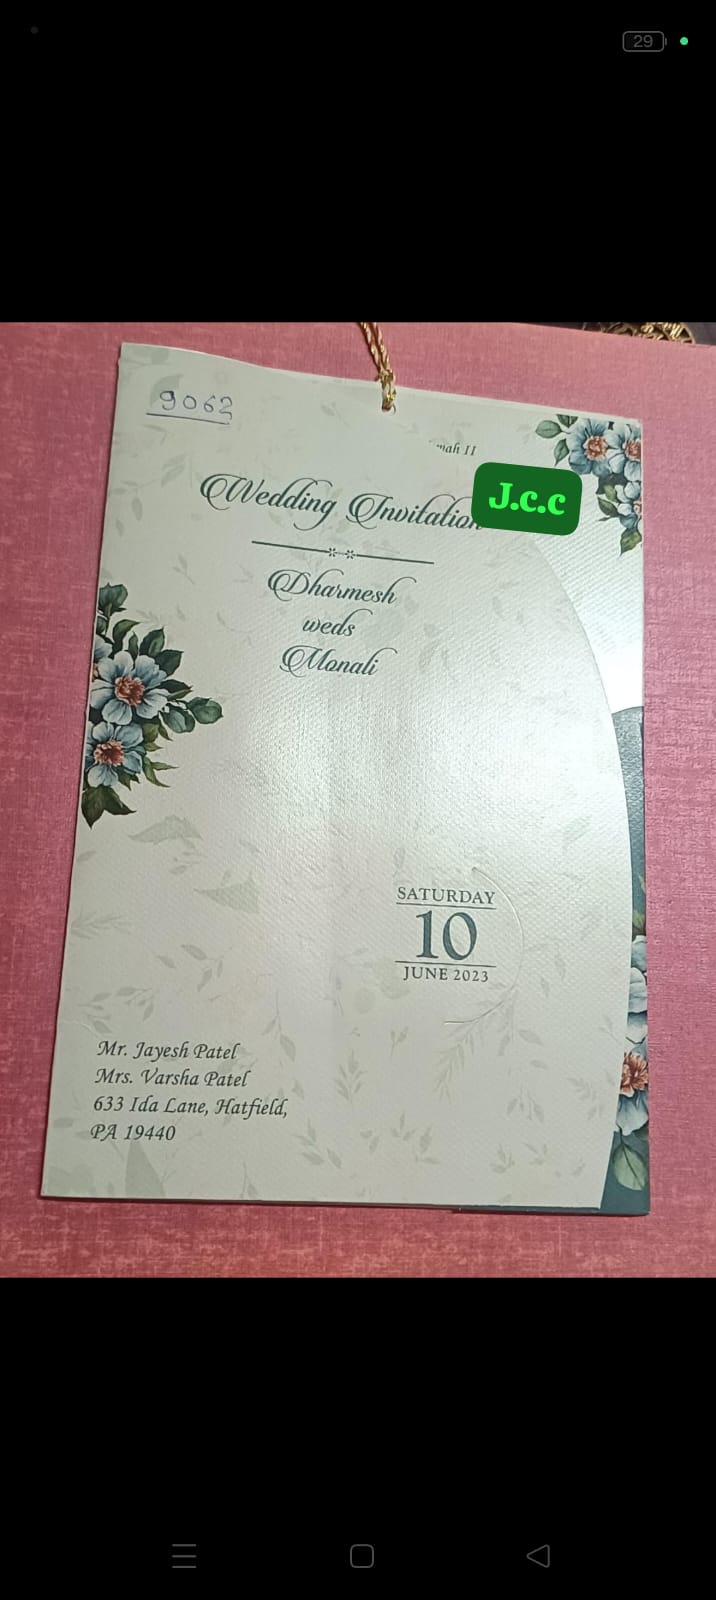 29
9062
mah II
Wedding Invitation
J.c.c
Dharmesh
weds
Monali
SATURDAY
10
JUNE 2023
Mr. Jayesh Patel
Mrs. Varsha Patel
633 Ida Lane, Hatfield,
PA 19440